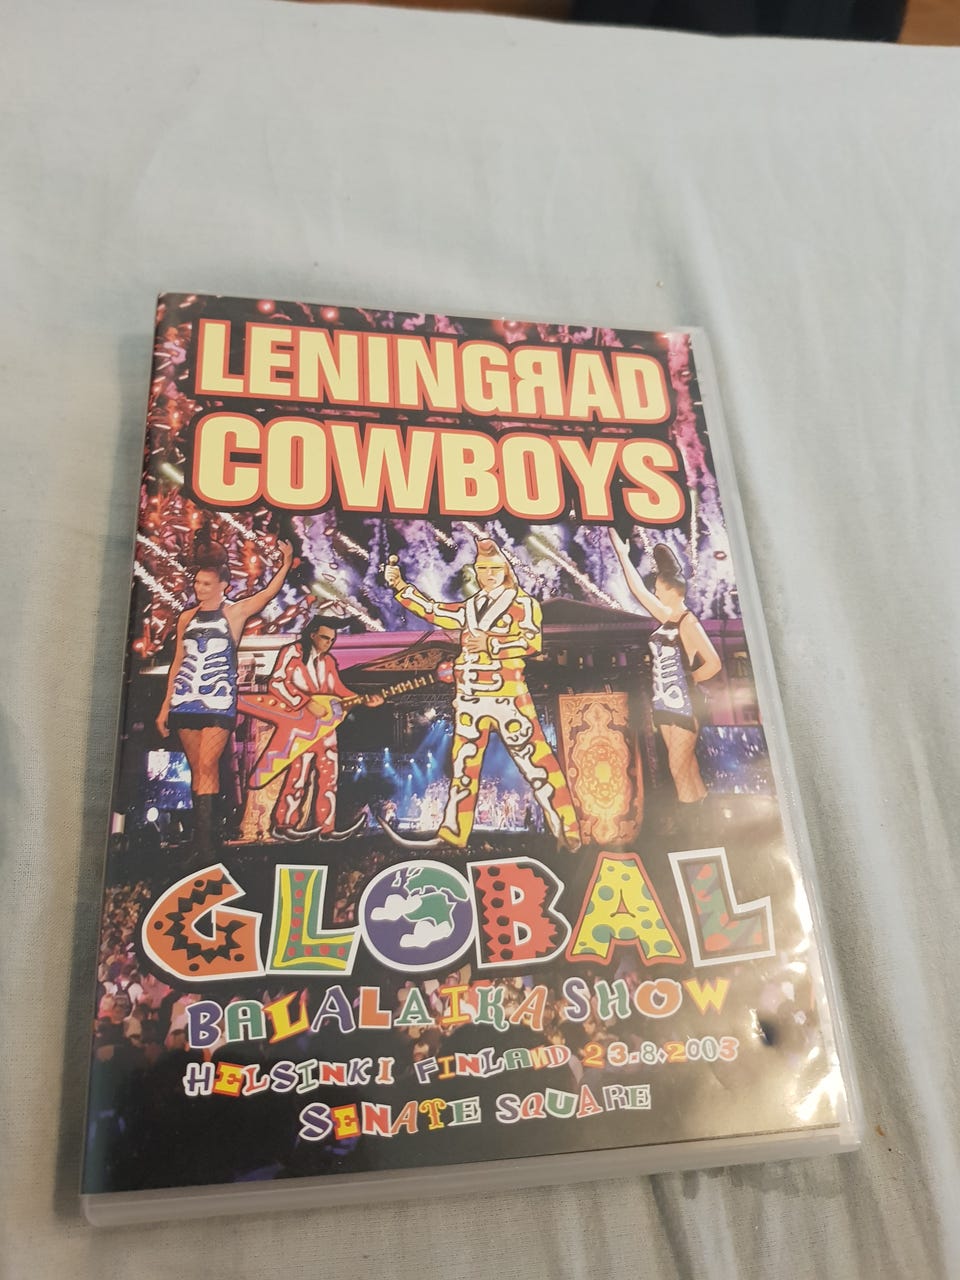 LENINGЯAD
COWBOYS
GLOBAL
BALALAIKA SHOW
HELSINKI FINLAND 23.8.2003
SENATE SQUARE